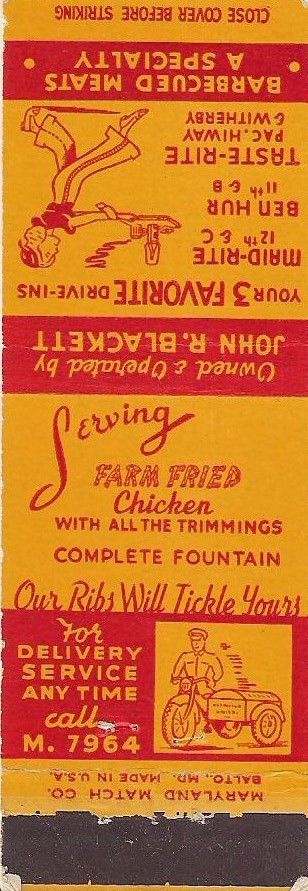 CLOSE COVER BEFORE STRIKING
BARBECUED MEATS
• A SPECIALTY •
YOUR 3 FAVORITE DRIVE-INS
MAID-RITE
12th & C
BEN HUR
11th & B
TASTE-RITE
PAC. HIWAY
& WITHERBY
Owned & Operated by
JOHN R. BLACKETT
Serving
FARM FRIED
Chicken
WITH ALL THE TRIMMINGS
COMPLETE FOUNTAIN
Our Ribs Will Tickle Yours
For
DELIVERY
SERVICE
ANY TIME
call
M. 7964
MARYLAND MATCH CO.
BALTO., MD. MADE IN U.S.A.